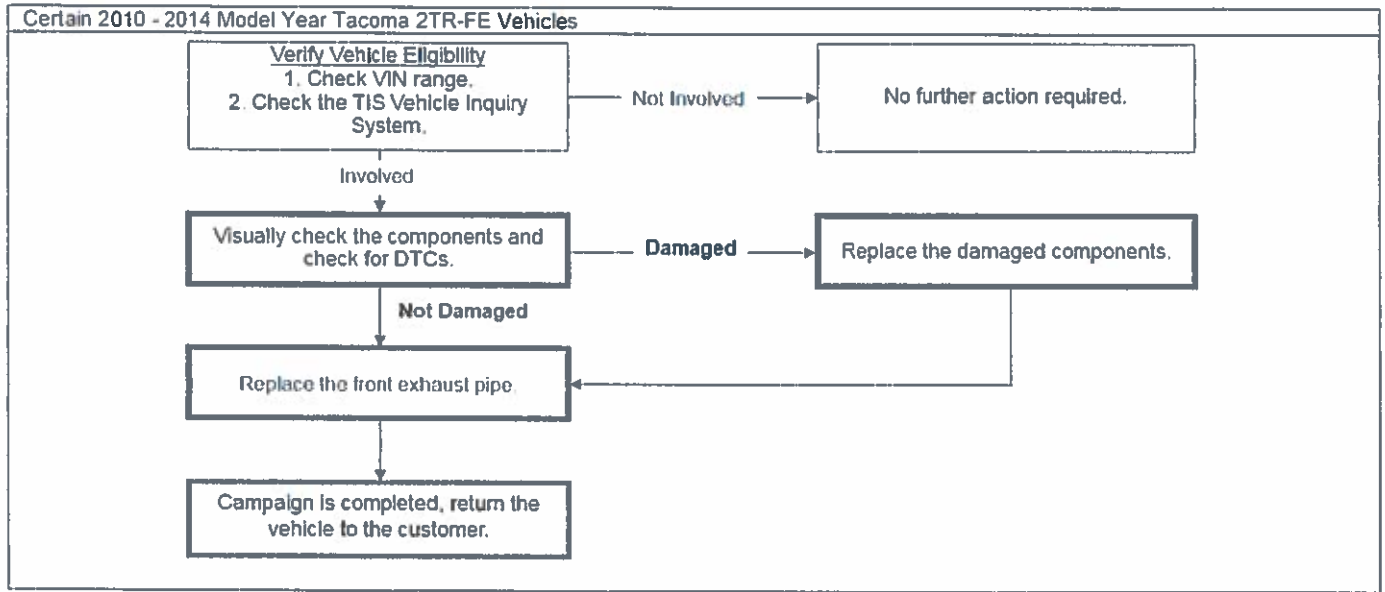 Certain 2010 - 2014 Model Year Tacoma 2TR-FE Vehicles
Verify Vehicle Eligibility
1. Check VIN range.
2. Check the TIS Vehicle Inquiry
System.
Not Involved
No further action required.
Involved
Visually check the components and
check for DTCs.
Damaged
Replace the damaged components.
Not Damaged
Replace the front exhaust pipe.
Campaign is completed, return the
vehicle to the customer.